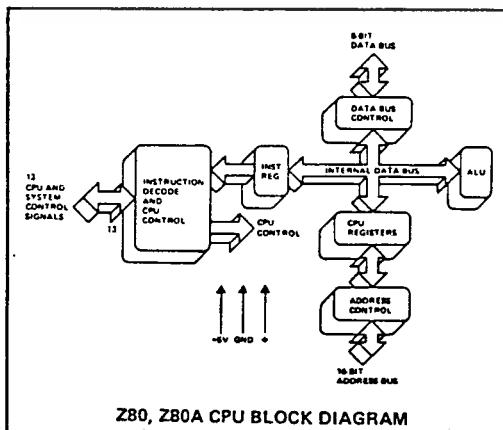 8-BIT
DATA BUS
DATA BUS
CONTROL
INST
REG
INTERNAL DATA BUS
ALU
INSTRUCTION
DECODE
AND
CPU
CONTROL
13
CPU AND
SYSTEM
CONTROL
SIGNALS
13
CPU
CONTROL
CPU
REGISTERS
ADDRESS
CONTROL
+5V GND Φ
16-BIT
ADDRESS BUS
Z80, Z80A CPU BLOCK DIAGRAM